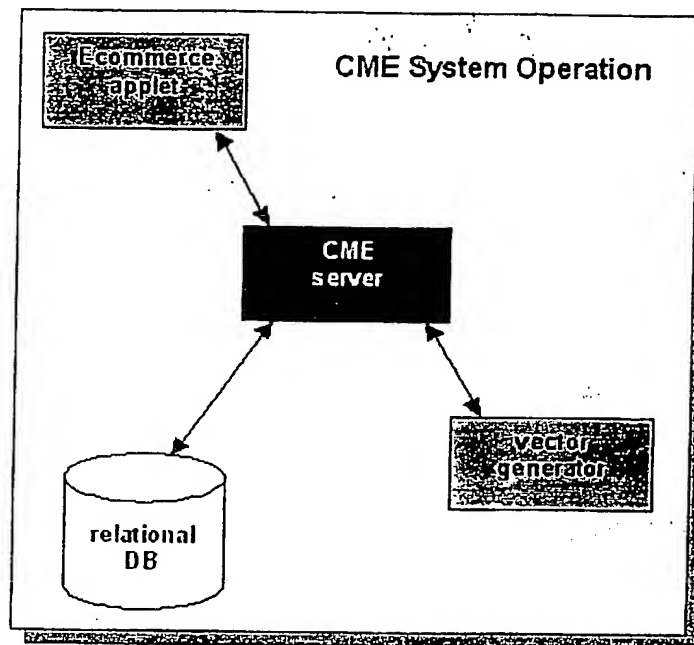 Ecommerce
applet
CME System Operation
CME
server
vector
generator
relational
DB